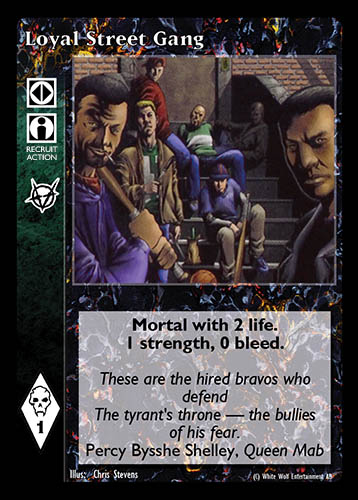 Loyal Street Gang
RECRUIT
ACTION
Mortal with 2 life.
1 strength, 0 bleed.
These are the hired bravos who
defend
The tyrant's throne — the bullies
of his fear.
Percy Bysshe Shelley, Queen Mab
1
Illus: Chris Stevens
(C) White Wolf Entertainment AB